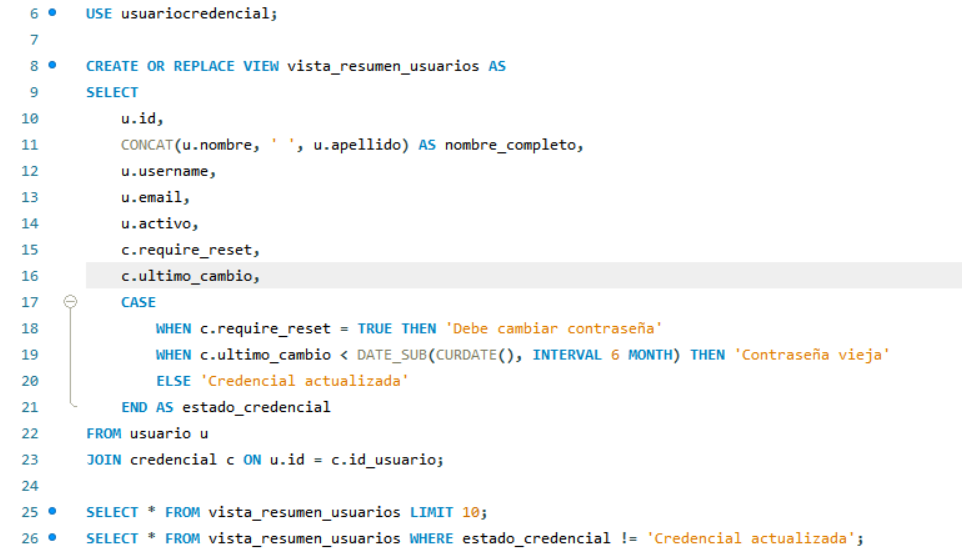 6 USE usuariocredencial;
7
8 CREATE OR REPLACE VIEW vista_resumen_usuarios AS
9 SELECT
10 u.id,
11 CONCAT(u.nombre, ' ', u.apellido) AS nombre_completo,
12 u.username,
13 u.email,
14 u.activo,
15 c.require_reset,
16 c.ultimo_cambio,
17 CASE
18 WHEN c.require_reset = TRUE THEN 'Debe cambiar contraseña'
19 WHEN c.ultimo_cambio < DATE_SUB(CURDATE(), INTERVAL 6 MONTH) THEN 'Contraseña vieja'
20 ELSE 'Credencial actualizada'
21 END AS estado_credencial
22 FROM usuario u
23 JOIN credencial c ON u.id = c.id_usuario;
24
25 SELECT * FROM vista_resumen_usuarios LIMIT 10;
26 SELECT * FROM vista_resumen_usuarios WHERE estado_credencial != 'Credencial actualizada';